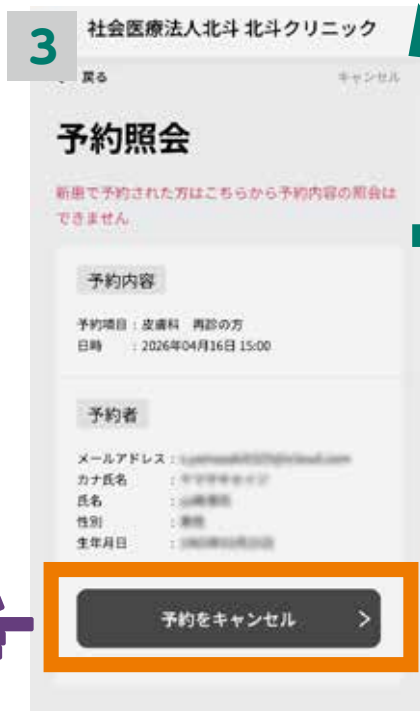 3
社会医療法人北斗 北斗クリニック
戻る
キャンセル
予約照会
新患で予約された方はこちらから予約内容の照会は
できません
予約内容
予約項目：皮膚科 再診の方
日時 ：2026年04月16日 15:00
予約者
メールアドレス：
カナ氏名 ：
氏名 ：
性別 ：
生年月日 ：
予約をキャンセル